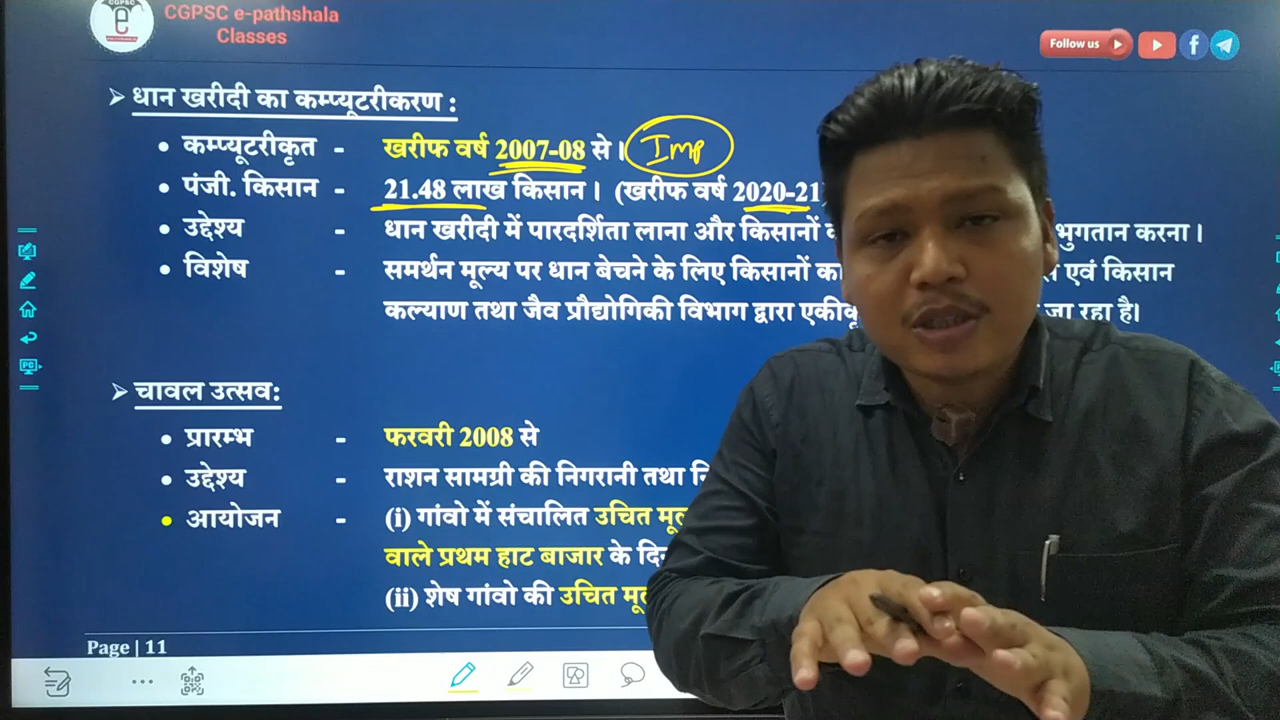 CGPSC
e
CGPSC e-pathshala
Classes
Follow us
f
➢ धान खरीदी का कम्प्यूटरीकरण :
• कम्प्यूटरीकृत - खरीफ वर्ष 2007-08 से । Imp
• पंजी. किसान - 21.48 लाख किसान । (खरीफ वर्ष 2020-21
• उद्देश्य - धान खरीदी में पारदर्शिता लाना और किसानों भुगतान करना ।
• विशेष - समर्थन मूल्य पर धान बेचने के लिए किसानों का एवं किसान
कल्याण तथा जैव प्रौद्योगिकी विभाग द्वारा जा रहा है।
➢ चावल उत्सव:
• प्रारम्भ - फरवरी 2008 से
• उद्देश्य - राशन सामग्री की निगरानी तथा
• आयोजन - (i) गांवो में संचालित उचित
वाले प्रथम हाट बाजार के
(ii) शेष गांवो की उचित
Page | 11
PC